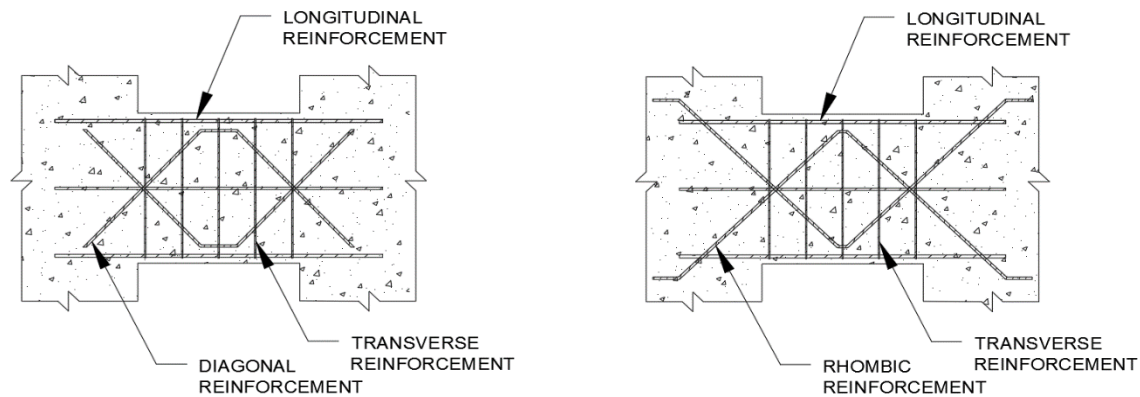 LONGITUDINAL
REINFORCEMENT
DIAGONAL
REINFORCEMENT
TRANSVERSE
REINFORCEMENT
LONGITUDINAL
REINFORCEMENT
RHOMBIC
REINFORCEMENT
TRANSVERSE
REINFORCEMENT